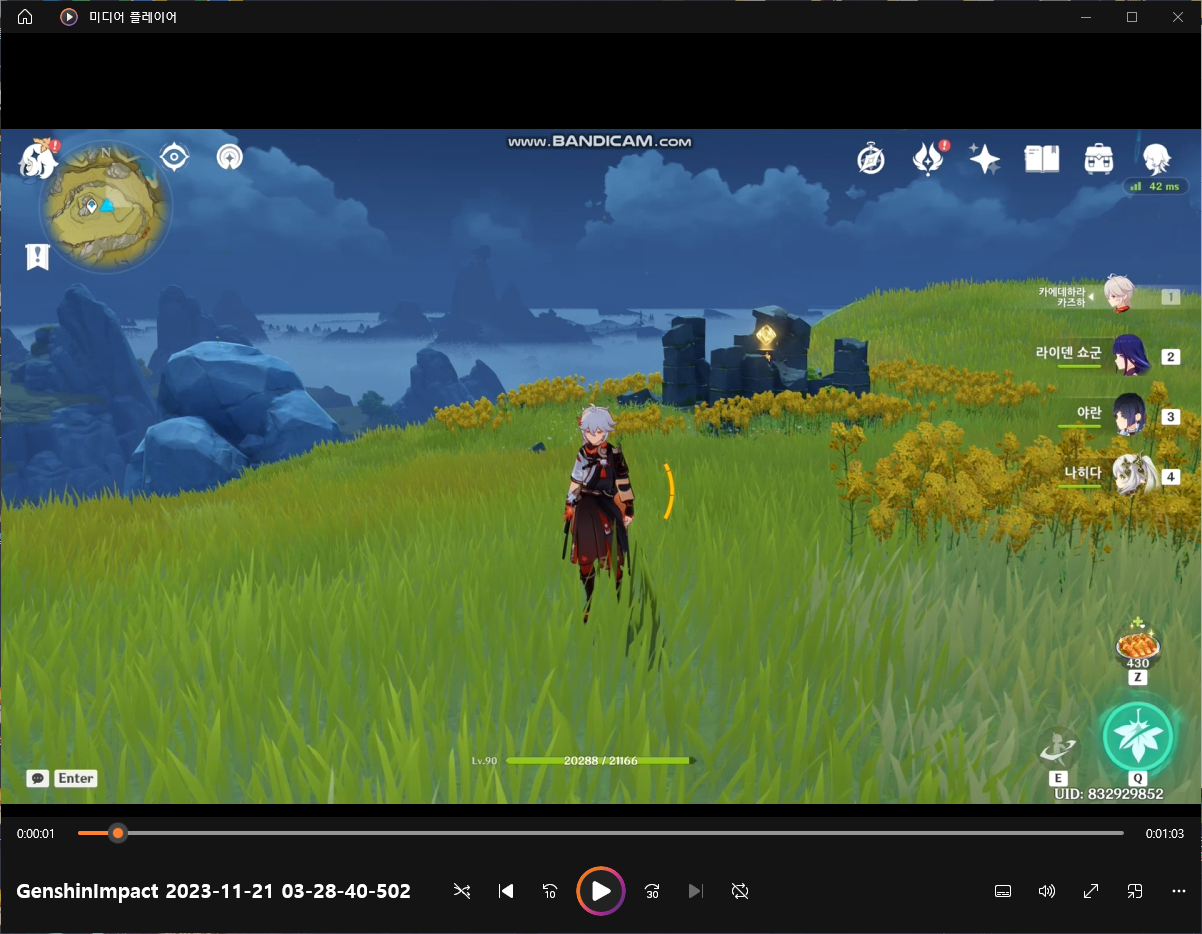 미디어 플레이어
www.BANDICAM.com
N
42 ms
카에데하라
카즈하
1
라이덴 쇼군
2
야란
3
나히다
4
430
Z
Lv.90
20288 / 21166
Enter
E
Q
UID: 832929852
0:00:01
0:01:03
GenshinImpact 2023-11-21 03-28-40-502
10
30